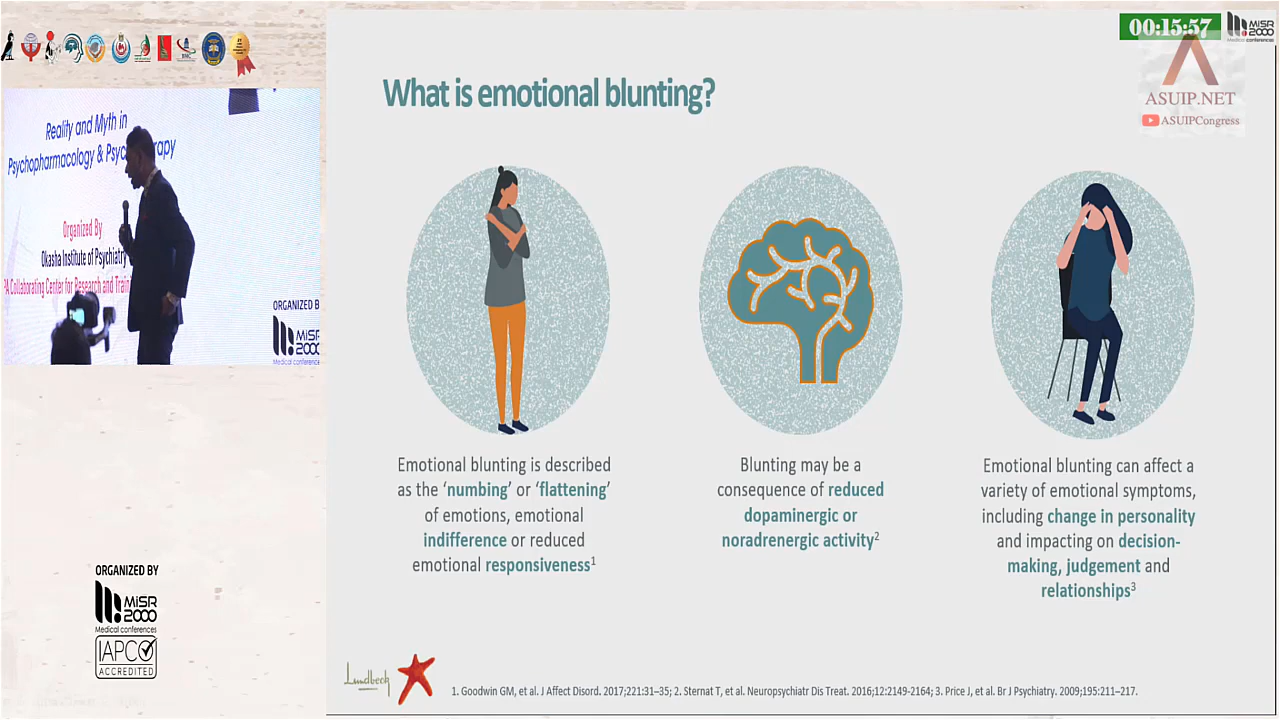 00:15:57
MiSR
2000
Medical conferences
ASUIP.NET
ASUIPCongress
What is emotional blunting?
Reality and Myth in
Psychopharmacology & Psyc rapy
Organized By
Okasha Institute of Psychiatry
Collaborating Center for Research and Train
ORGANIZED B
MiSR
2000
Medical conferences
Emotional blunting is described
as the ‘numbing’ or ‘flattening’
of emotions, emotional
indifference or reduced
emotional responsiveness1
Blunting may be a
consequence of reduced
dopaminergic or
noradrenergic activity2
Emotional blunting can affect a
variety of emotional symptoms,
including change in personality
and impacting on decision-
making, judgement and
relationships3
ORGANIZED BY
MiSR
2000
Medical conferences
IAPCO
ACCREDITED
Lundbeck
1. Goodwin GM, et al. J Affect Disord. 2017;221:31–35; 2. Sternat T, et al. Neuropsychiatr Dis Treat. 2016;12:2149-2164; 3. Price J, et al. Br J Psychiatry. 2009;195:211–217.